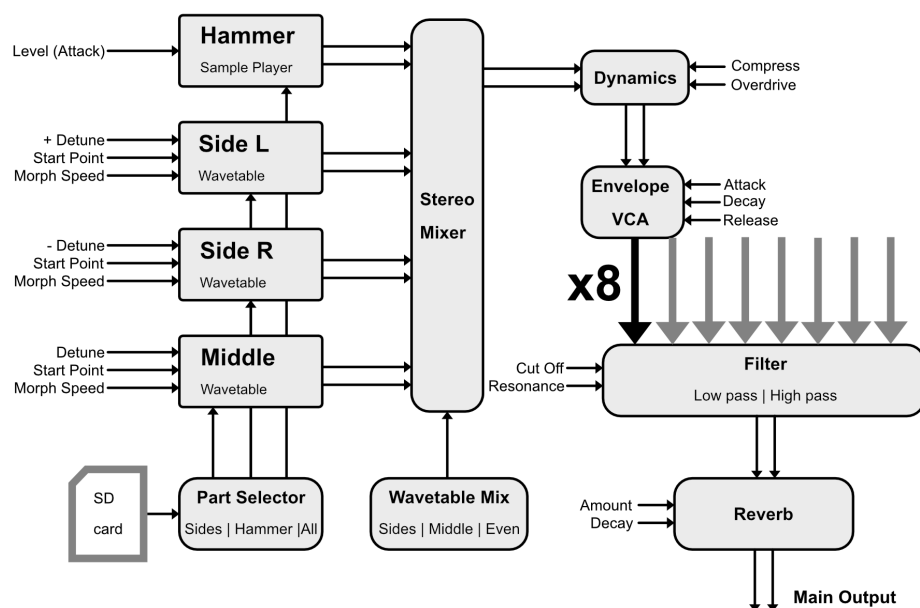 Hammer
Sample Player
Level (Attack)
Side L
Wavetable
+ Detune
Start Point
Morph Speed
Side R
Wavetable
- Detune
Start Point
Morph Speed
Middle
Wavetable
Detune
Start Point
Morph Speed
SD
card
Part Selector
Sides | Hammer |All
Stereo
Mixer
Wavetable Mix
Sides | Middle | Even
Dynamics
Compress
Overdrive
Envelope
VCA
Attack
Decay
Release
x8
Filter
Low pass | High pass
Cut Off
Resonance
Reverb
Amount
Decay
Main Output